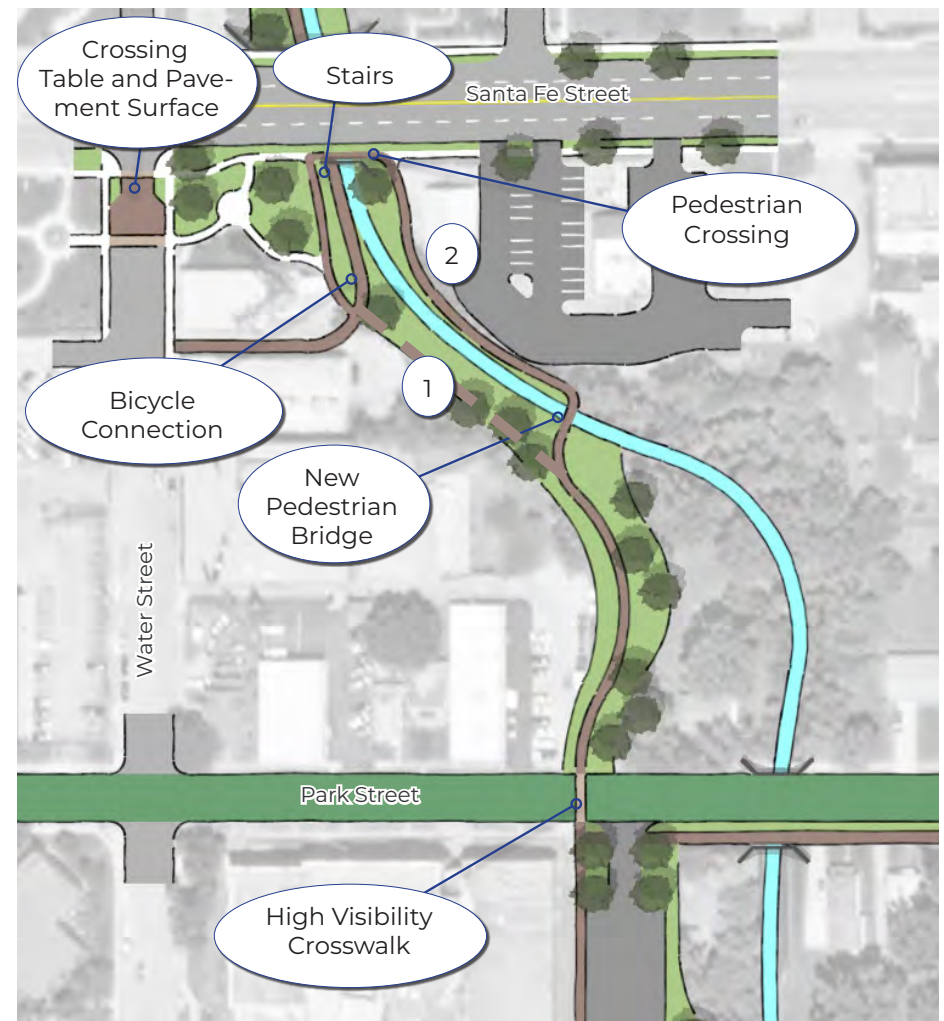 Crossing
Table and Pave-
ment Surface
Stairs
Santa Fe Street
Pedestrian
Crossing
2
1
Bicycle
Connection
New
Pedestrian
Bridge
Water Street
Park Street
High Visibility
Crosswalk